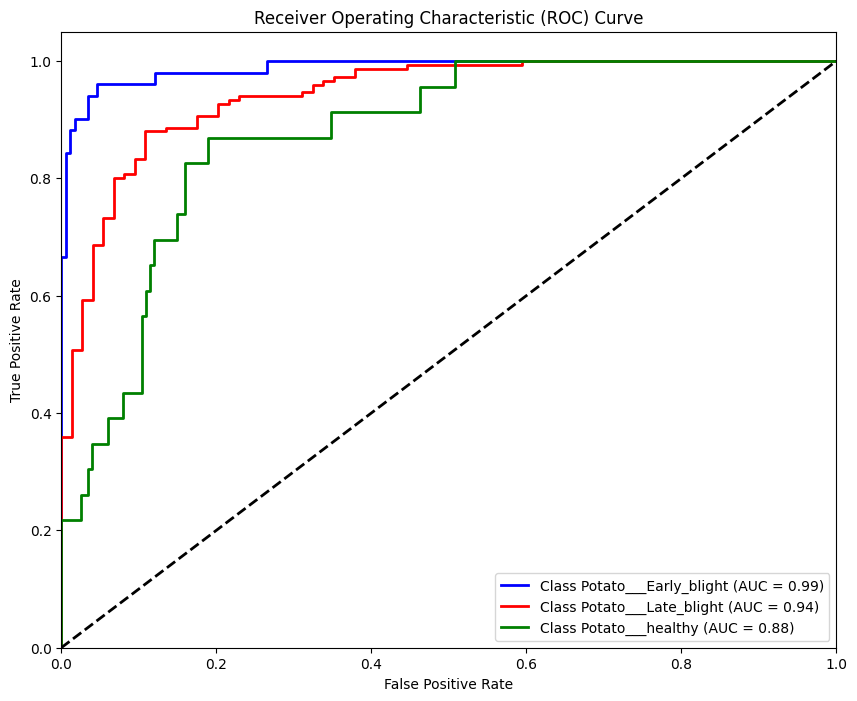 Receiver Operating Characteristic (ROC) Curve
True Positive Rate
1.0
0.8
0.6
0.4
0.2
0.0
Class Potato___Early_blight (AUC = 0.99)
Class Potato___Late_blight (AUC = 0.94)
Class Potato___healthy (AUC = 0.88)
0.0 0.2 0.4 0.6 0.8 1.0
False Positive Rate